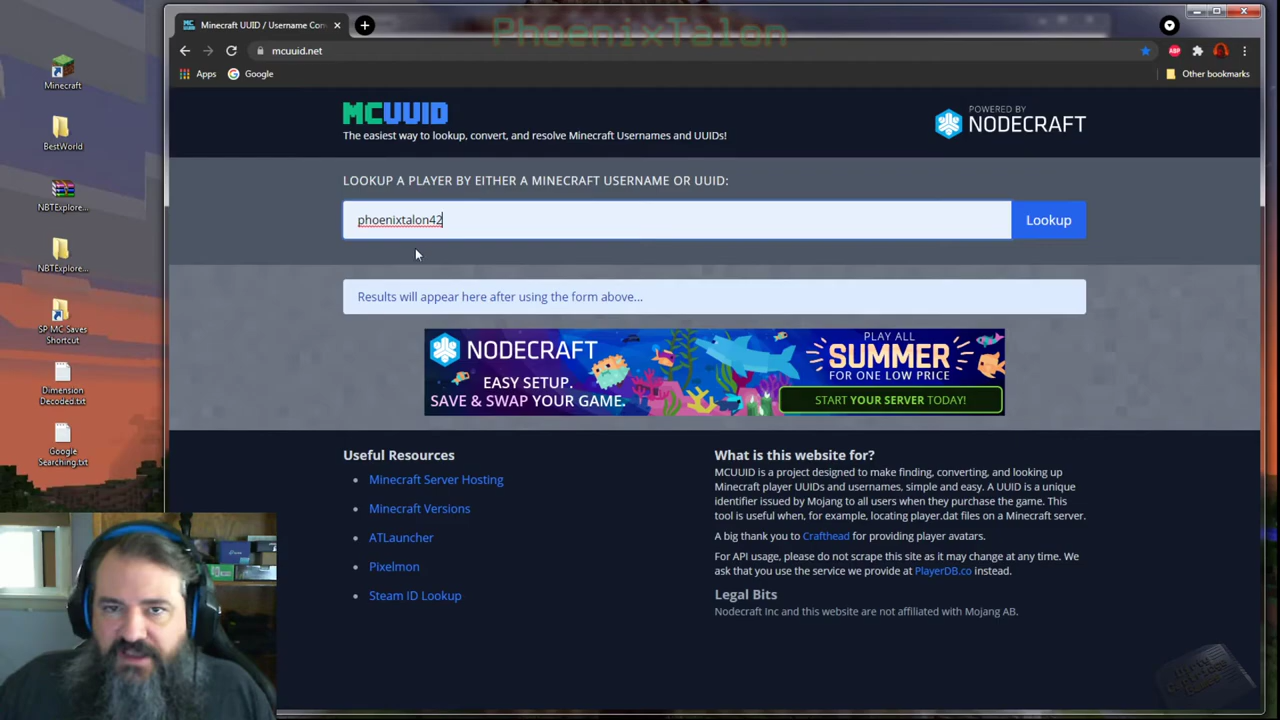 PhoenixTalon
Minecraft UUID / Username Con
mcuuid.net
ABP
Apps
Google
Other bookmarks
MCUUID
The easiest way to lookup, convert, and resolve Minecraft Usernames and UUIDs!
POWERED BY
NODECRAFT
LOOKUP A PLAYER BY EITHER A MINECRAFT USERNAME OR UUID:
phoenixtalon42
Lookup
Results will appear here after using the form above...
NODECRAFT
EASY SETUP.
SAVE & SWAP YOUR GAME.
PLAY ALL
SUMMER
FOR ONE LOW PRICE
START YOUR SERVER TODAY!
Useful Resources
Minecraft Server Hosting
Minecraft Versions
ATLauncher
Pixelmon
Steam ID Lookup
What is this website for?
MCUUID is a project designed to make finding, converting, and looking up
Minecraft player UUIDs and usernames, simple and easy. A UUID is a unique
identifier issued by Mojang to all users when they purchase the game. This
tool is useful when, for example, locating player.dat files on a Minecraft server.
A big thank you to Crafthead for providing player avatars.
For API usage, please do not scrape this site as it may change at any time. We
ask that you use the service we provide at PlayerDB.co instead.
Legal Bits
Nodecraft Inc and this website are not affiliated with Mojang AB.
Minecraft
BestWorld
NBTExplore...
NBTExplore...
SP MC Saves
Shortcut
Dimension
Decoded.txt
Google
Searching.txt